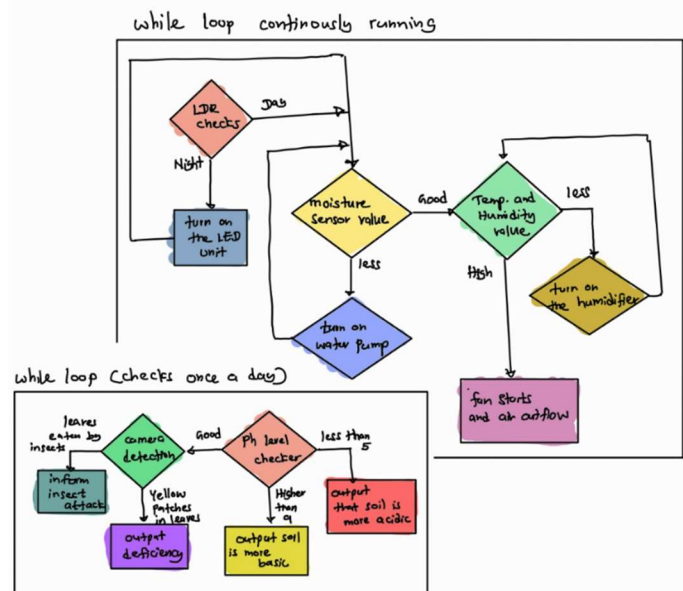 while loop continously running
LDR
checks
Day
Night
turn on
the LED
unit
moisture
sensor value
Good
less
turn on
water pump
Temp. and
Humidity
value
less
High
turn on
the humidifier
fan starts
and air outflow
while loop (checks once a day)
leaves
eaten by
insects
camera
detection
Good
Ph level
checker
less than
5
inform
insect
attack
Yellow
patches
in leaves
Higher
than
9
output
that soil is
more acidic
output
deficiency
output soil
is more
basic